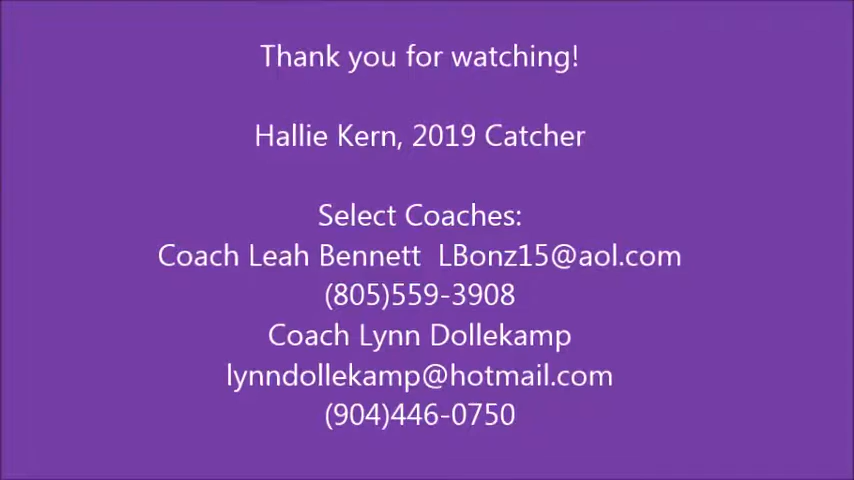 Thank you for watching!
Hallie Kern, 2019 Catcher
Select Coaches:
Coach Leah Bennett  LBonz15@aol.com
(805)559-3908
Coach Lynn Dollekamp
lynndollekamp@hotmail.com
(904)446-0750